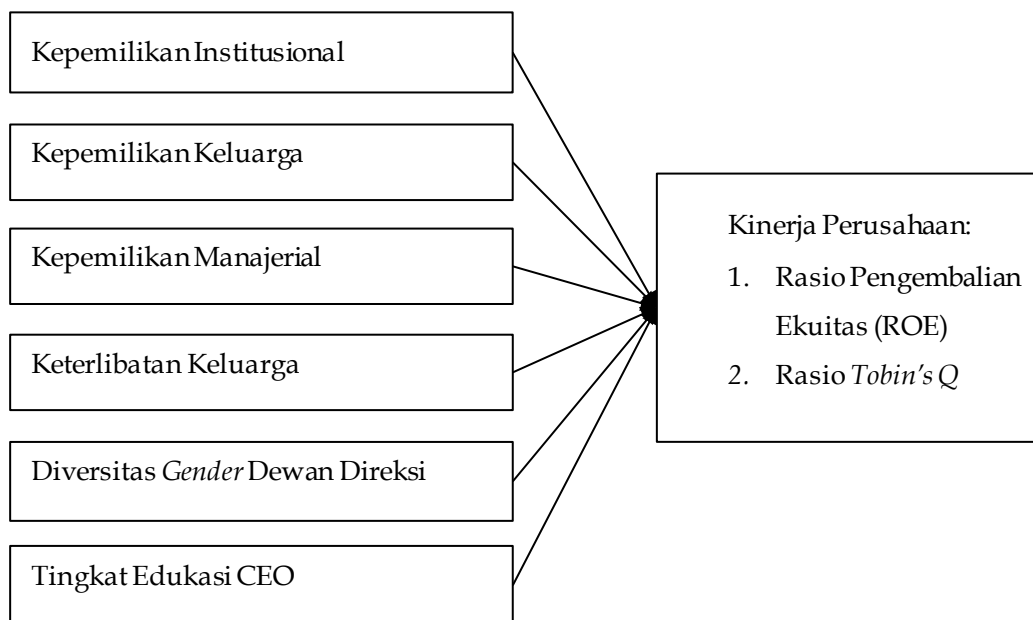 Kepemilikan Institusional
Kepemilikan Keluarga
Kepemilikan Manajerial
Keterlibatan Keluarga
Diversitas Gender Dewan Direksi
Tingkat Edukasi CEO
Kinerja Perusahaan:
1. Rasio Pengembalian
Ekuitas (ROE)
2. Rasio Tobin's Q